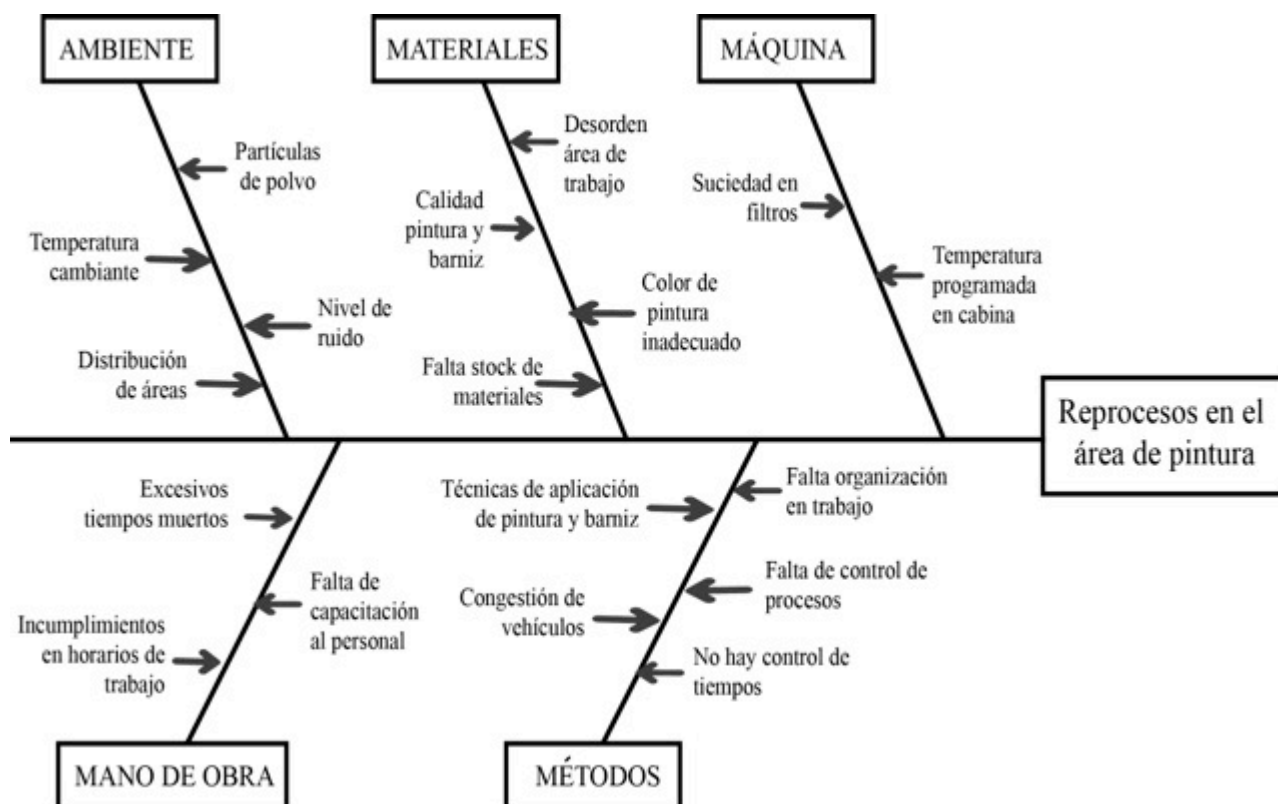 AMBIENTE
MATERIALES
MÁQUINA
Partículas
de polvo
Temperatura
cambiante
Nivel de
ruido
Distribución
de áreas
Desorden
área de
trabajo
Calidad
pintura y
barniz
Color de
pintura
inadecuado
Falta stock de
materiales
Suciedad en
filtros
Temperatura
programada
en cabina
Reprocesos en el
área de pintura
Excesivos
tiempos muertos
Falta de
capacitación
al personal
Incumplimientos
en horarios de
trabajo
Técnicas de aplicación
de pintura y barniz
Falta organización
en trabajo
Falta de control de
procesos
Congestión de
vehículos
No hay control de
tiempos
MANO DE OBRA
MÉTODOS